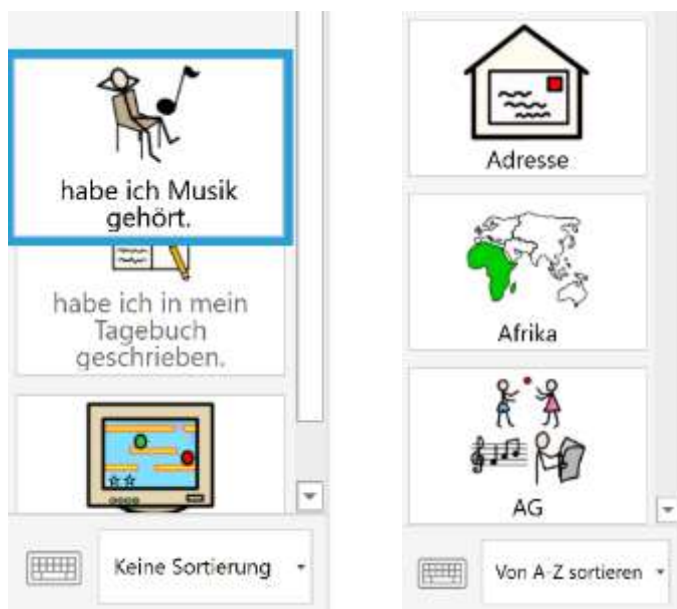 habe ich Musik
gehört.
habe ich in mein
Tagebuch
geschrieben.
Keine Sortierung
Adresse
Afrika
AG
Von A-Z sortieren